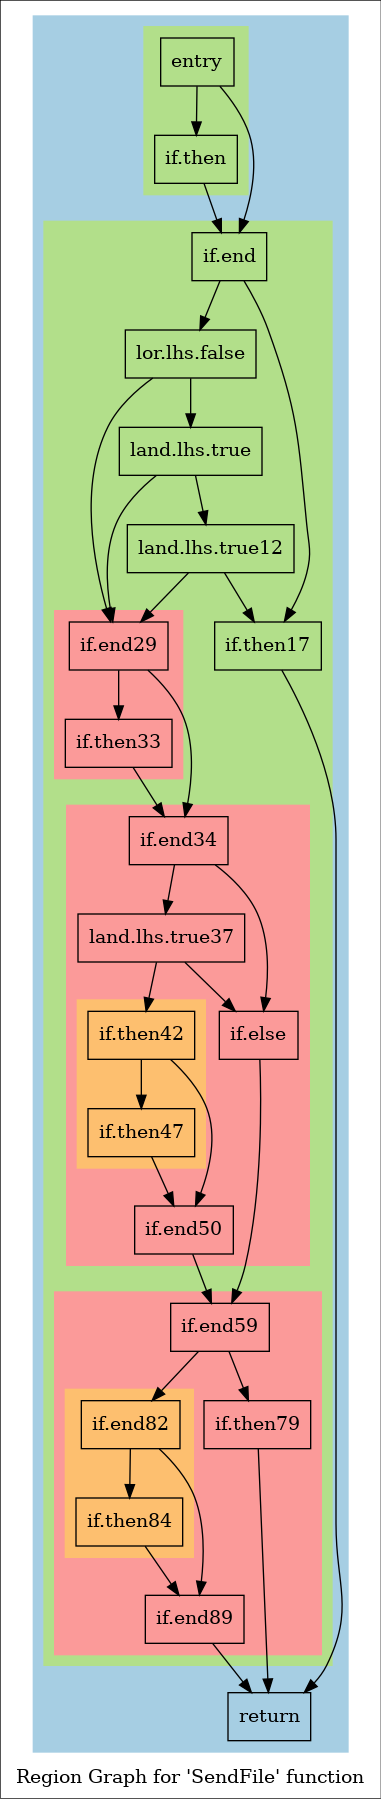 entry
if.then
if.end
lor.lhs.false
land.lhs.true
land.lhs.true12
if.end29
if.then17
if.then33
if.end34
land.lhs.true37
if.then42
if.else
if.then47
if.end50
if.end59
if.end82
if.then79
if.then84
if.end89
return
Region Graph for 'SendFile' function